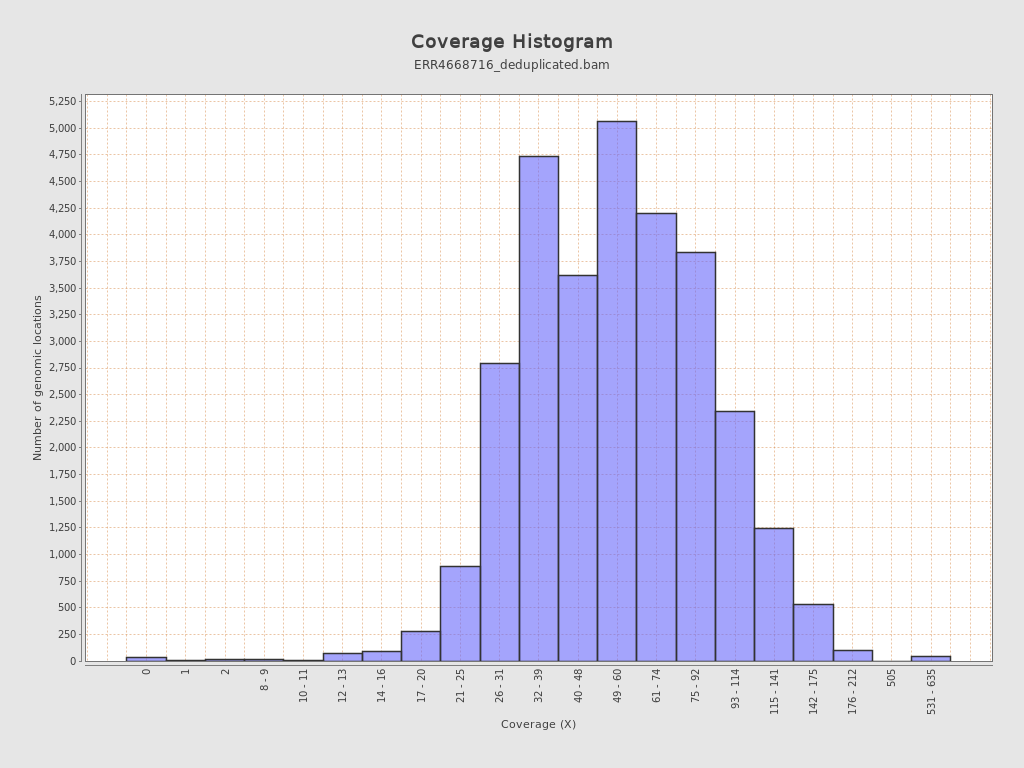 Coverage Histogram
ERR4668716_deduplicated.bam
Number of genomic locations
5,250
5,000
4,750
4,500
4,250
4,000
3,750
3,500
3,250
3,000
2,750
2,500
2,250
2,000
1,750
1,500
1,250
1,000
750
500
250
0
0
1
2
8 - 9
10 - 11
12 - 13
14 - 16
17 - 20
21 - 25
26 - 31
32 - 39
40 - 48
49 - 60
61 - 74
75 - 92
93 - 114
115 - 141
142 - 175
176 - 212
505
531 - 635
Coverage (X)